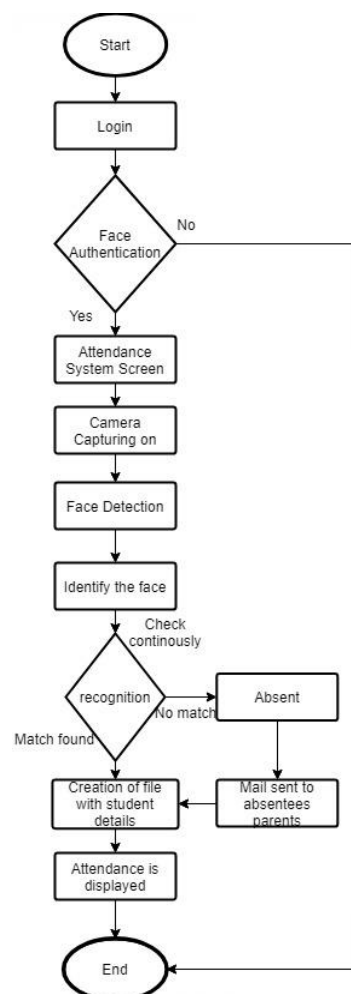 Start
Login
Face
Authentication
No
Yes
Attendance
System Screen
Camera
Capturing on
Face Detection
Identify the face
Check
continously
recognition
No match
Absent
Match found
Creation of file
with student
details
Mail sent to
absentees
parents
Attendance is
displayed
End